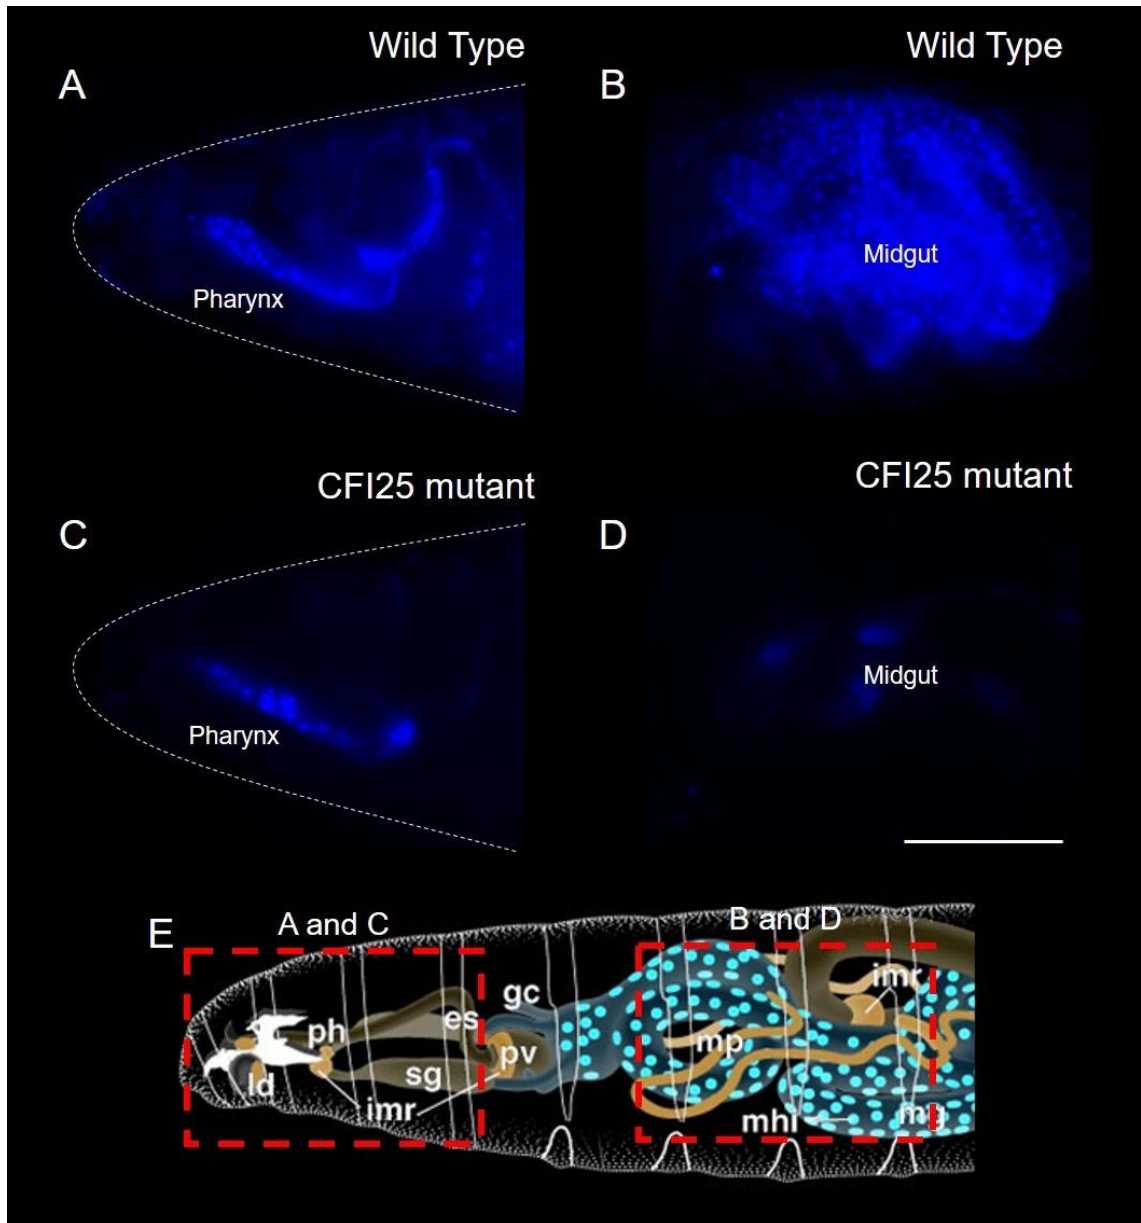 Wild Type
Wild Type
A
B
Midgut
Pharynx
CFI25 mutant
CFI25 mutant
C
D
Midgut
Pharynx
E
A and C
B and D
gc
imr
ph
es
pv
mp
sg
ld
imr
mhi
mg